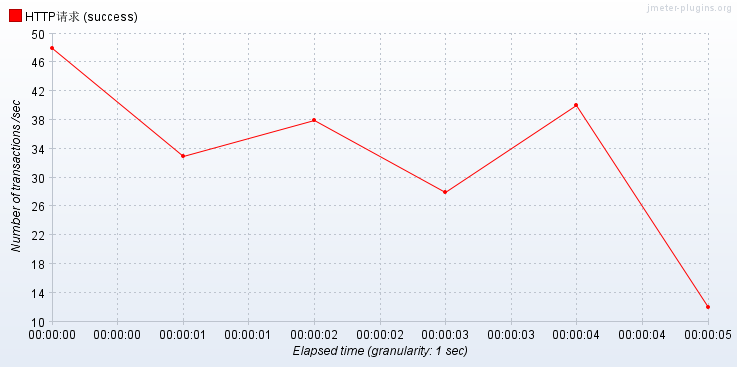 jmeter-plugins.org
HTTP请求 (success)
50
46
42
38
34
30
26
22
18
14
10
Number of transactions /sec
00:00:00 00:00:00 00:00:01 00:00:01 00:00:02 00:00:02 00:00:03 00:00:03 00:00:04 00:00:04 00:00:05
Elapsed time (granularity: 1 sec)